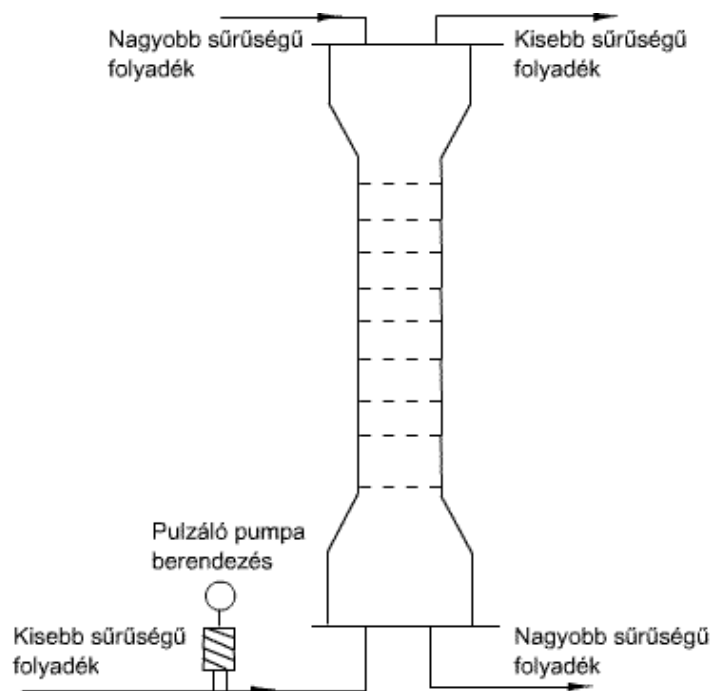 Nagyobb sűrűségű
folyadék
Kisebb sűrűségű
folyadék
Pulzáló pumpa
berendezés
Kisebb sűrűségű
folyadék
Nagyobb sűrűségű
folyadék